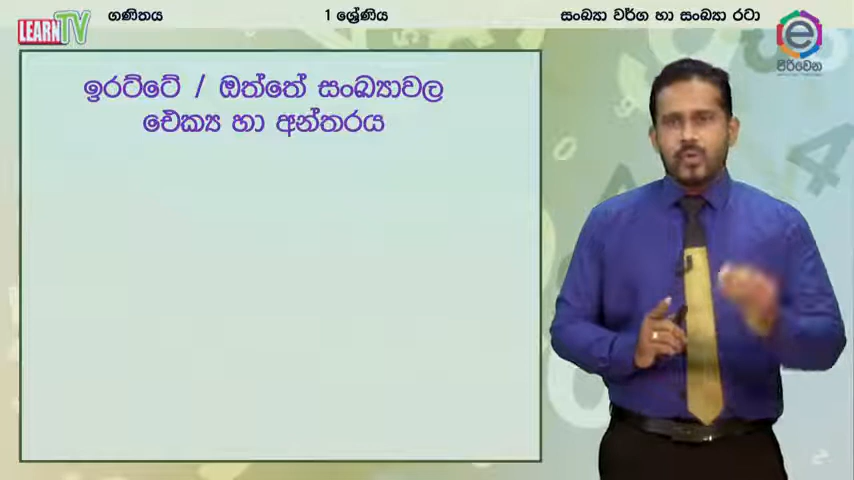 ගණිතය
1 ශ්‍රේණිය
සංඛ්‍යා වර්ග හා සංඛ්‍යා රටා
LEARN TV
පිරිවෙන
ඉරට්ටේ / ඔත්තේ සංඛ්‍යාවල
ඓක්‍ය හා අන්තරය